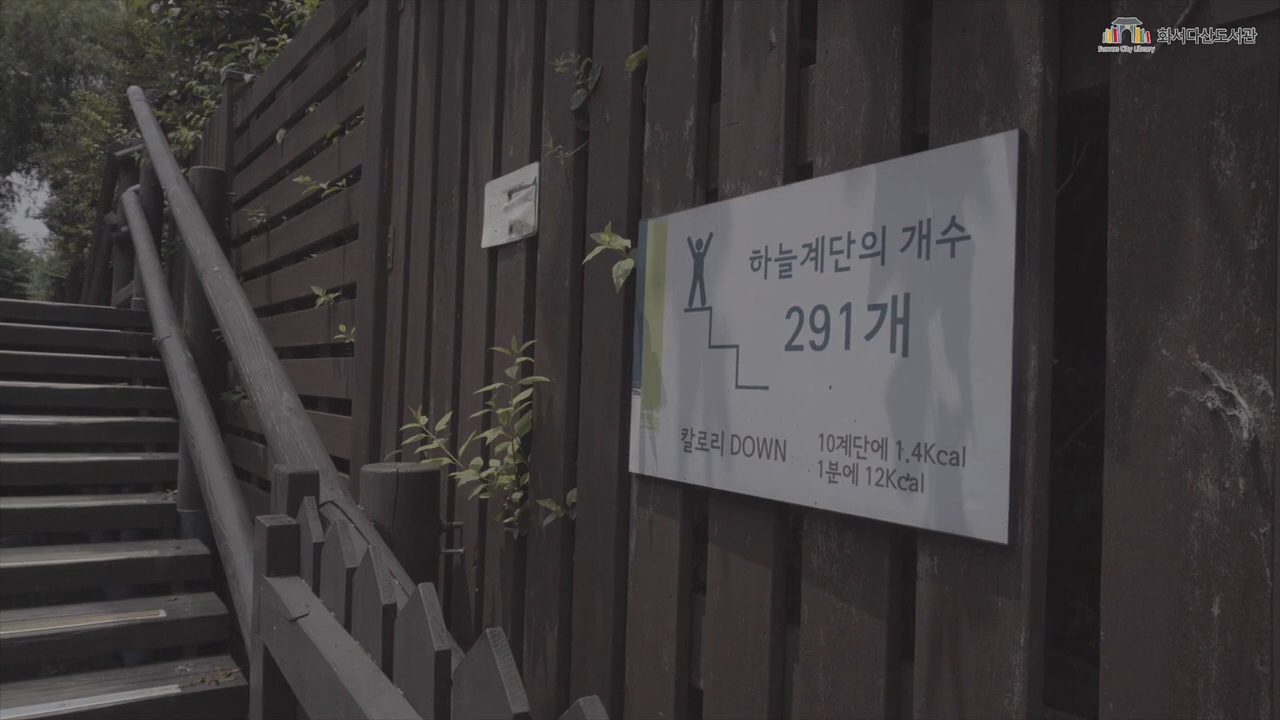 화서다산도서관
Suwon City Library
하늘계단의 개수
291개
칼로리 DOWN
10계단에 1.4Kcal
1분에 12Kcal